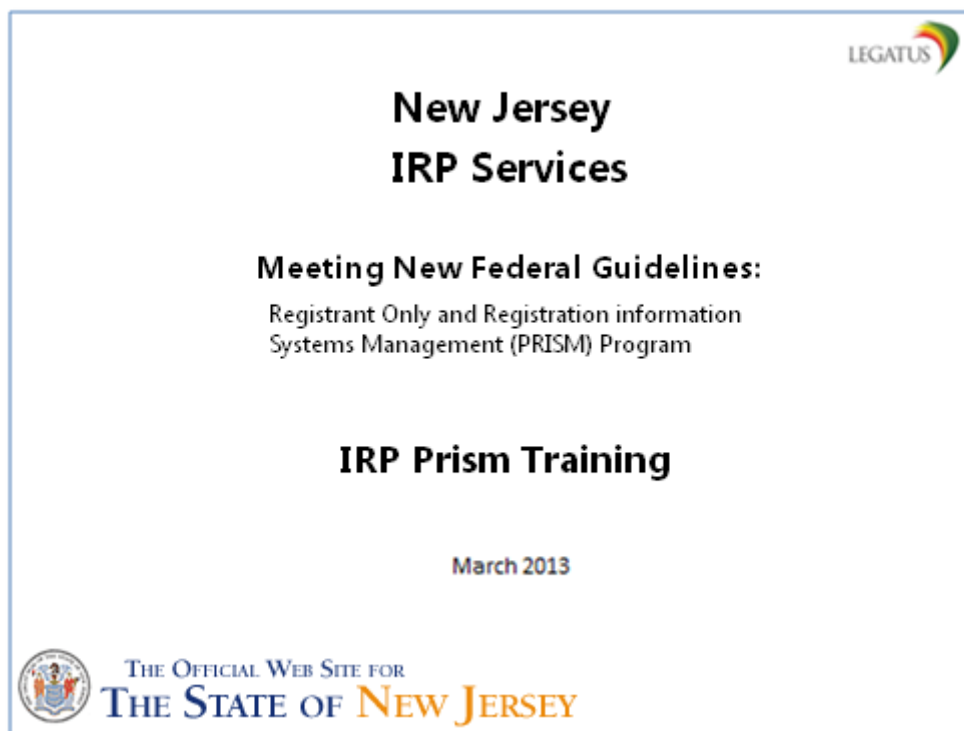 LEGATUS
New Jersey
IRP Services
Meeting New Federal Guidelines:
Registrant Only and Registration information
Systems Management (PRISM) Program
IRP Prism Training
March 2013
THE OFFICIAL WEB SITE FOR
THE STATE OF NEW JERSEY